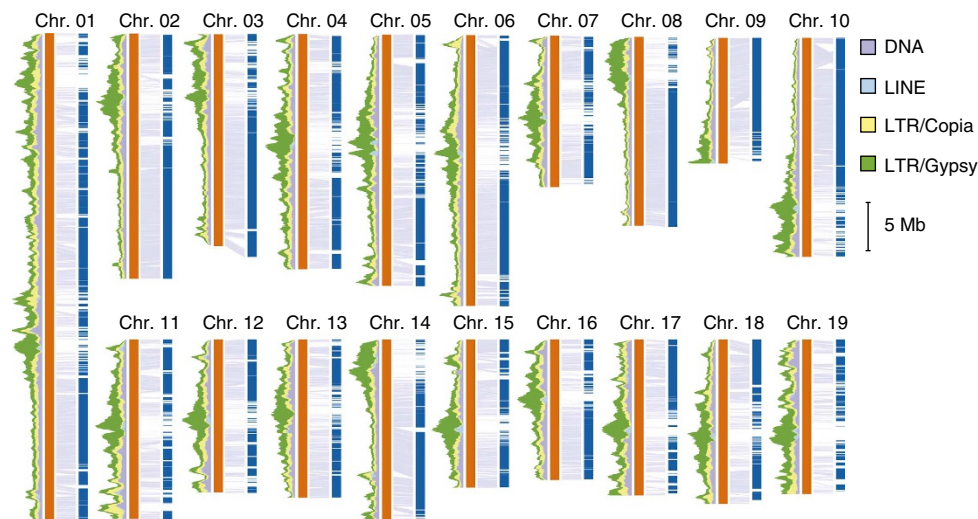 Chr. 01 Chr. 02 Chr. 03 Chr. 04 Chr. 05 Chr. 06 Chr. 07 Chr. 08 Chr. 09 Chr. 10
DNA
LINE
LTR/Copia
LTR/Gypsy
5 Mb
Chr. 11 Chr. 12 Chr. 13 Chr. 14 Chr. 15 Chr. 16 Chr. 17 Chr. 18 Chr. 19